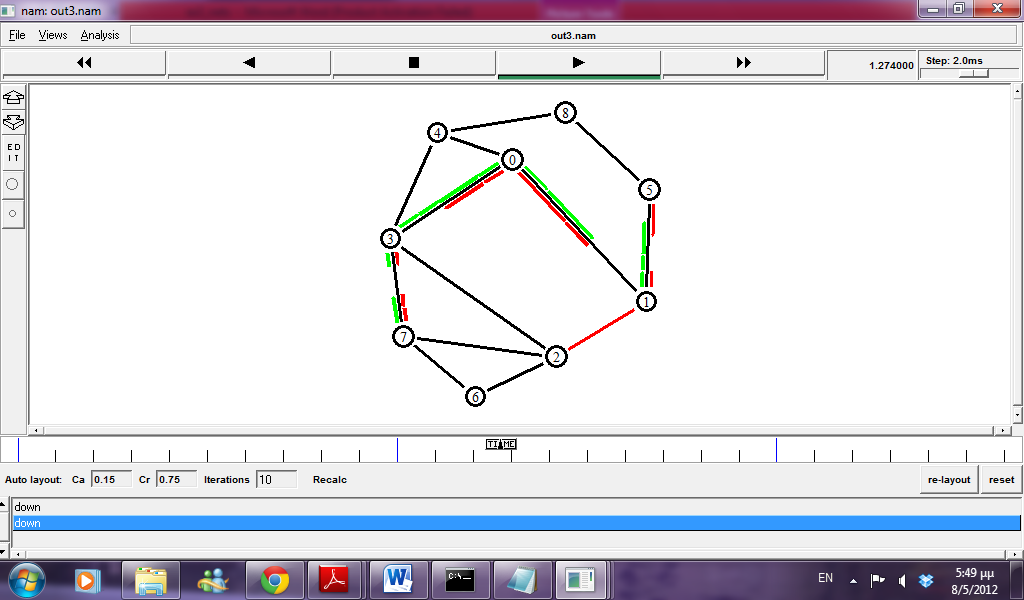 nam: out3.nam
File Views Analysis
out3.nam
1.274000
Step: 2.0ms
ED
IT
8
4
0
5
3
1
7
2
6
TIME
Auto layout: Ca 0.15 Cr 0.75 Iterations 10 Recalc re-layout reset
down
down
C:\
W
EN
5:49 μμ
8/5/2012